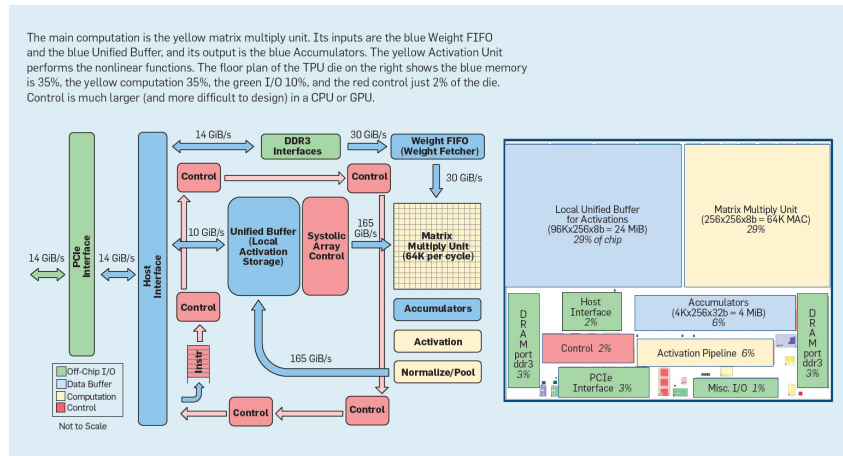 The main computation is the yellow matrix multiply unit. Its inputs are the blue Weight FIFO
and the blue Unified Buffer, and its output is the blue Accumulators. The yellow Activation Unit
performs the nonlinear functions. The floor plan of the TPU die on the right shows the blue memory
is 35%, the yellow computation 35%, the green I/O 10%, and the red control just 2% of the die.
Control is much larger (and more difficult to design) in a CPU or GPU.
14 GiB/s
DDR3
Interfaces
30 GiB/s
Weight FIFO
(Weight Fetcher)
Control
Control
30 GiB/s
14 GiB/s
PCIe
Interface
14 GiB/s
Host
Interface
10 GiB/s
Unified Buffer
(Local
Activation
Storage)
Systolic
Array
Control
165
GiB/s
Matrix
Multiply Unit
(64K per cycle)
Control
Accumulators
Activation
Instr
165 GiB/s
Normalize/Pool
Control
Control
Off-Chip I/O
Data Buffer
Computation
Control
Not to Scale
Local Unified Buffer
for Activations
(96Kx256x8b = 24 MiB)
29% of chip
Matrix Multiply Unit
(256x256x8b = 64K MAC)
29%
D
R
A
M
port
ddr3
3%
Host
Interface
2%
Accumulators
(4Kx256x32b = 4 MiB)
6%
D
R
A
M
port
ddr3
3%
Control 2%
Activation Pipeline 6%
PCIe
Interface 3%
Misc. I/O 1%